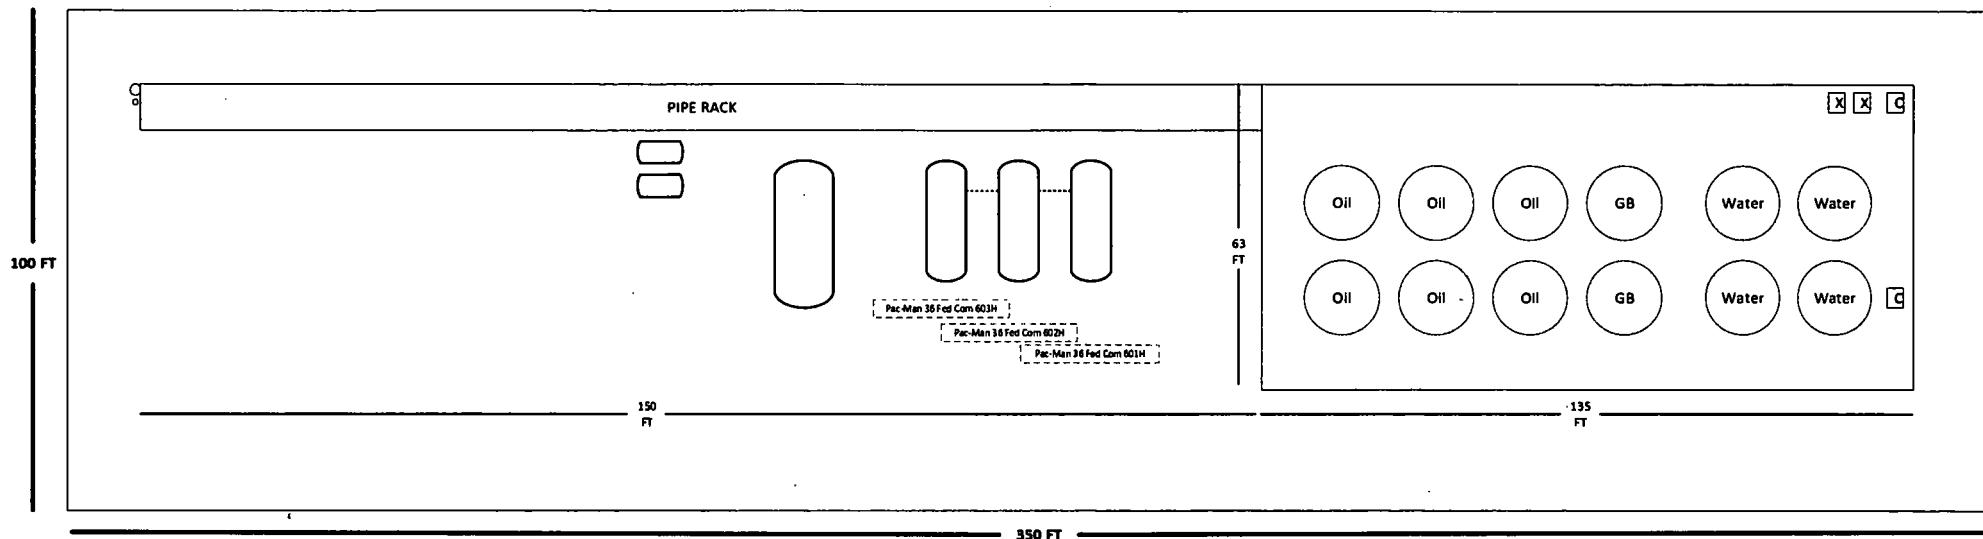 PIPE RACK
X X C
Oil Oil Oil GB Water Water
63
FT
100 FT
Oil Oil Oil GB Water Water
C
Pac-Man 36 Fed Com 603H
Pac-Man 36 Fed Com 602H
Pac-Man 36 Fed Com 601H
150
FT
135
FT
350 FT